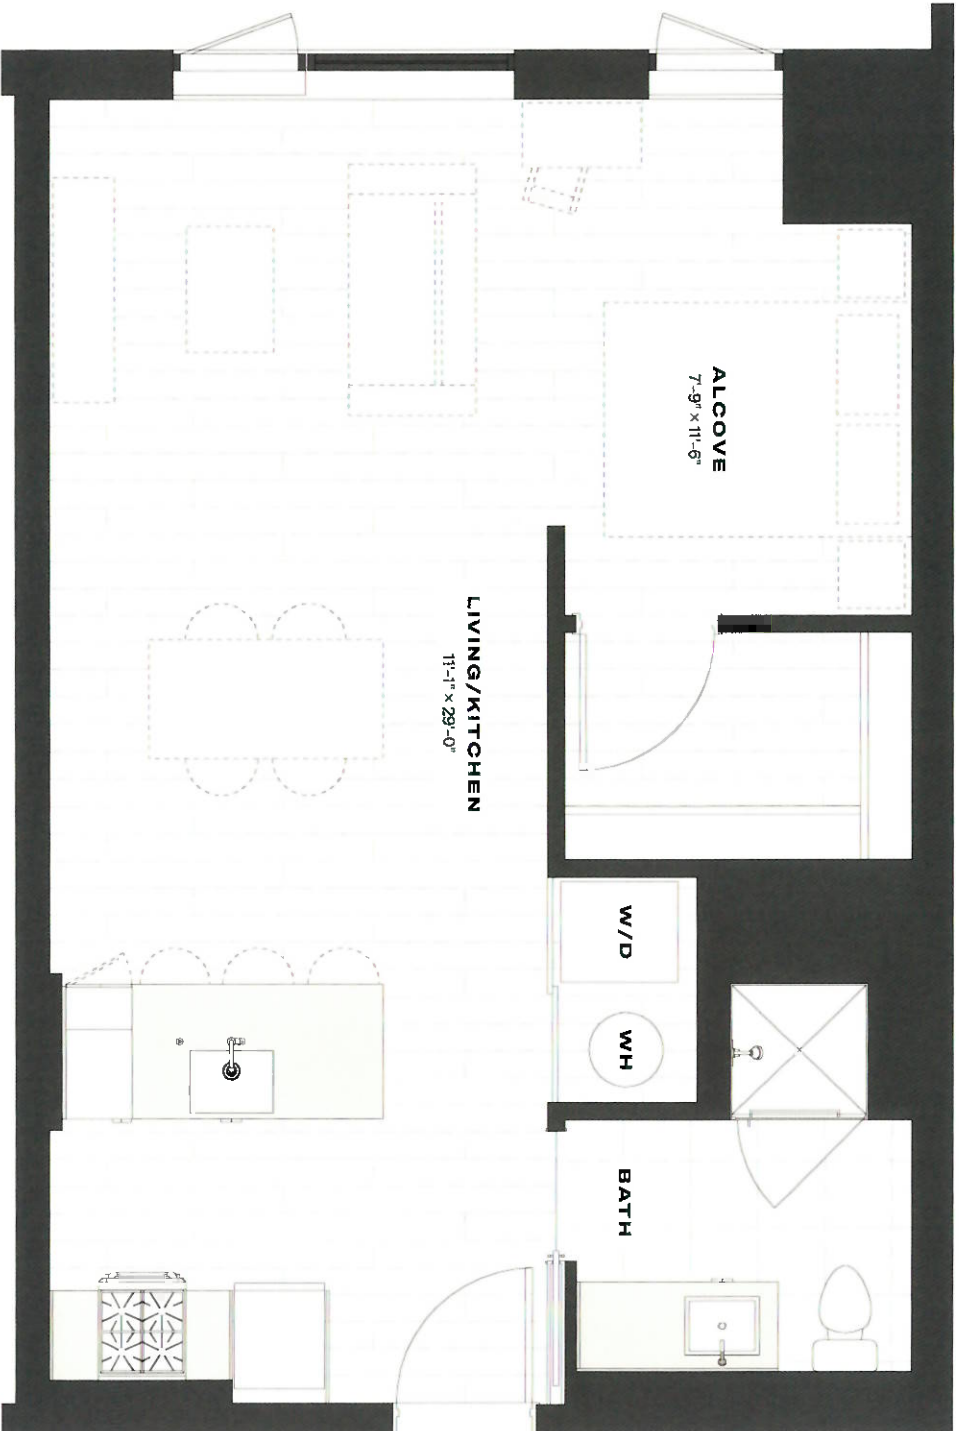 ALCOVE
7'-9" x 11'-6"
LIVING/KITCHEN
11'-1" x 29'-0"
W/D
WH
BATH